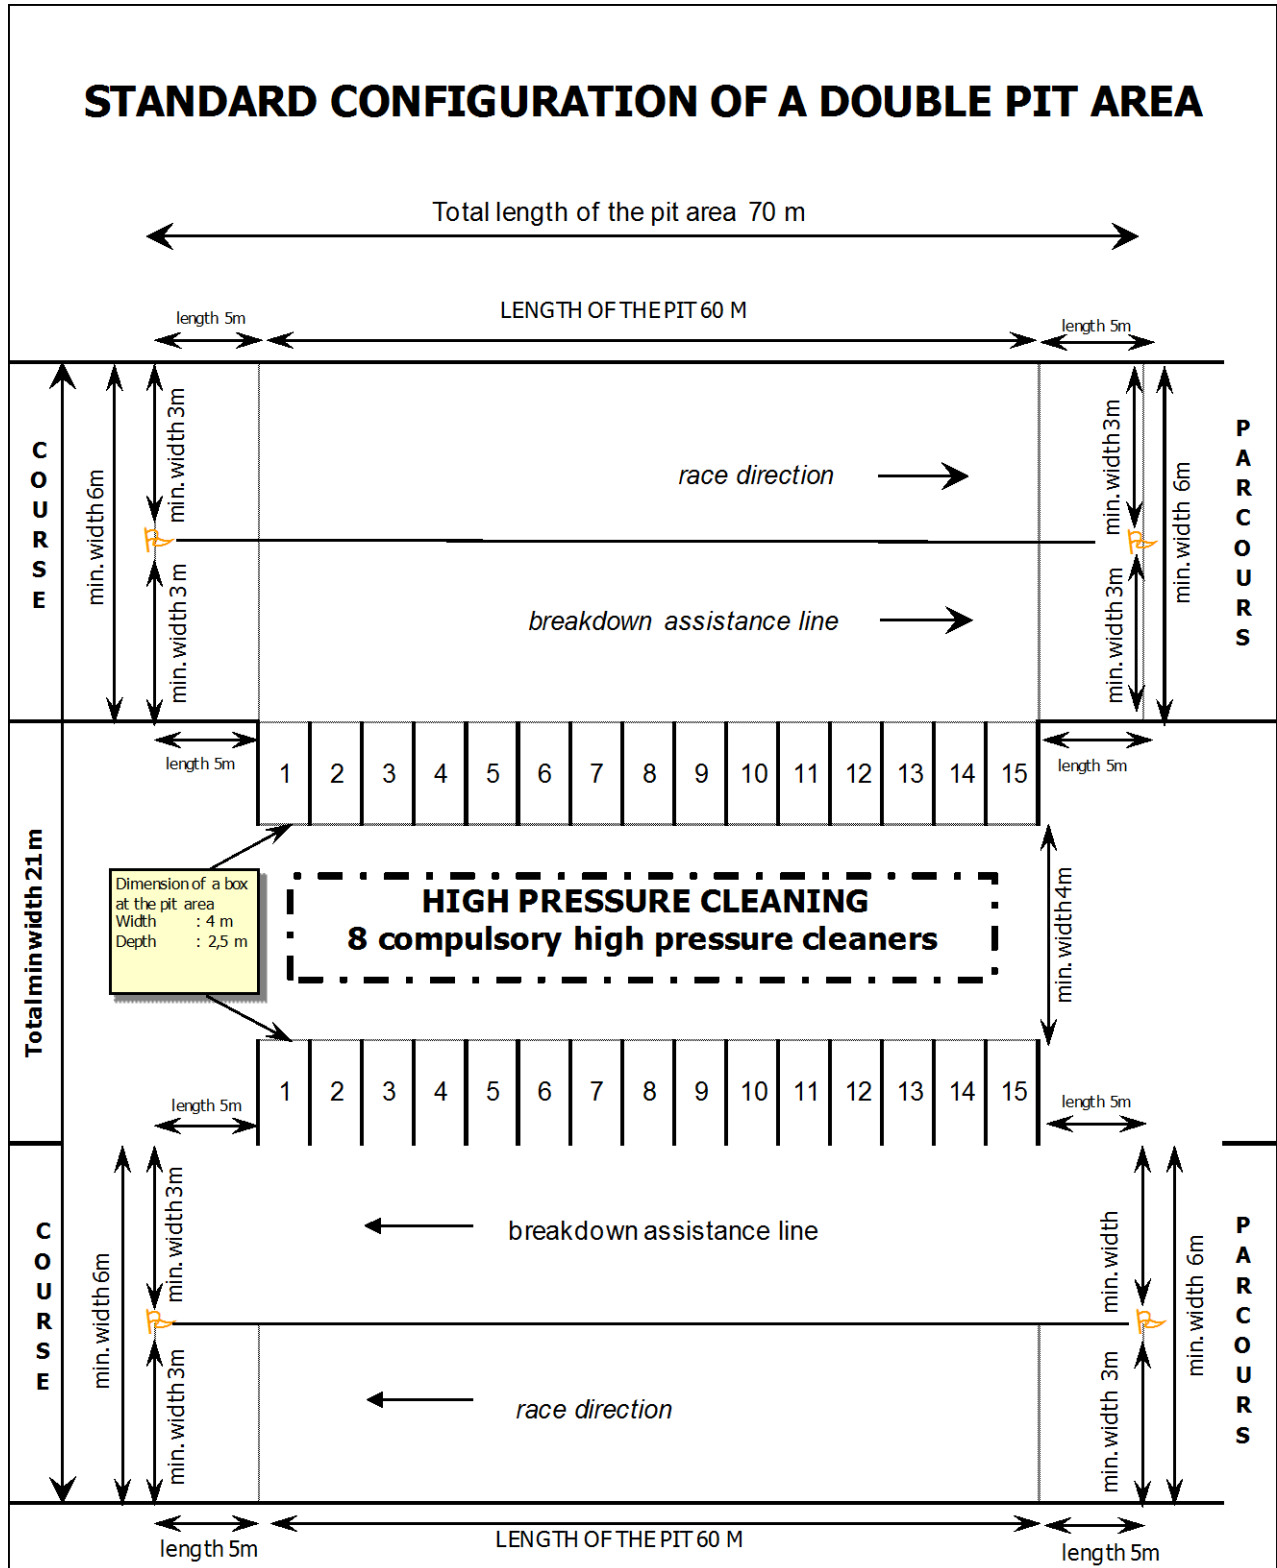 STANDARD CONFIGURATION OF A DOUBLE PIT AREA
Total length of the pit area 70 m
length 5m
LENGTH OF THE PIT 60 M
length 5m
COURSE
min. width 6m
min. width 3m
min. width 3 m
race direction
breakdown assistance line
min. width 3m
min. width 3m
min. width 6m
PARCOURS
length 5m
1 2 3 4 5 6 7 8 9 10 11 12 13 14 15
length 5m
Total min width 21 m
Dimension of a box
at the pit area
Width : 4 m
Depth : 2,5 m
HIGH PRESSURE CLEANING
8 compulsory high pressure cleaners
min. width 4m
length 5m
1 2 3 4 5 6 7 8 9 10 11 12 13 14 15
length 5m
COURSE
min. width 6m
min. width 3m
min. width 3m
breakdown assistance line
race direction
min. width
min. width 3m
min. width 6m
PARCOURS
length 5m
LENGTH OF THE PIT 60 M
length 5m